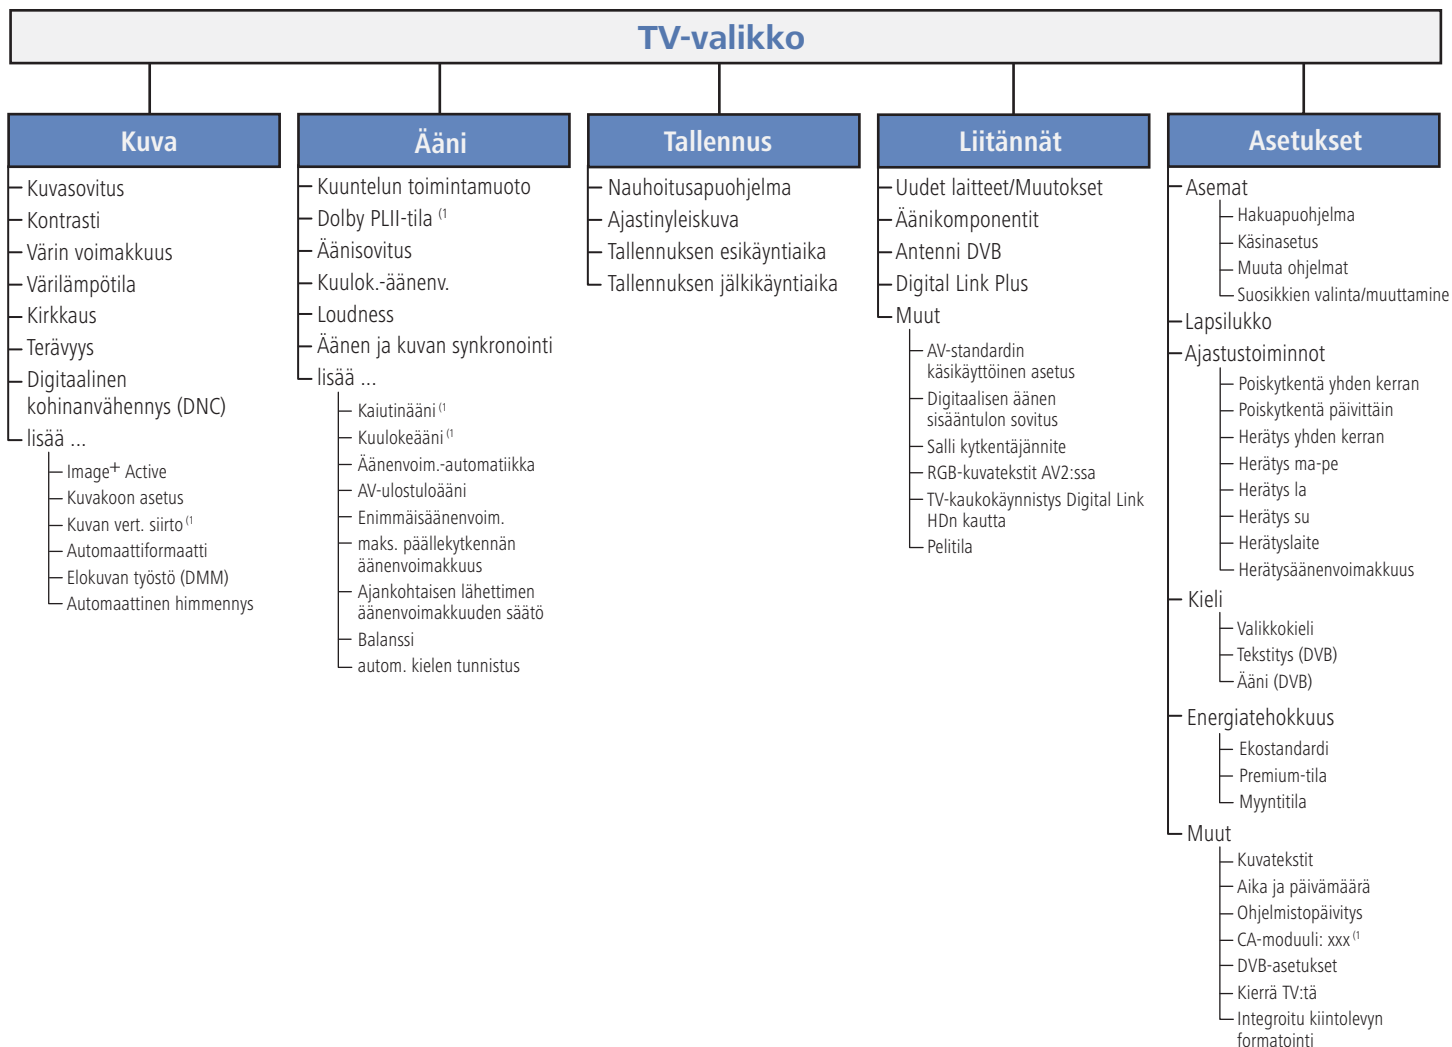 TV-valikko
Kuva
Kuvasovitus
Kontrasti
Värin voimakkuus
Värilämpötila
Kirkkaus
Terävyys
Digitaalinen
kohinanvähennys (DNC)
lisää ...
Image+ Active
Kuvakoon asetus
Kuvan vert. siirto (1
Automaattiformaatti
Elokuvan työstö (DMM)
Automaattinen himmennys
Ääni
Kuuntelun toimintamuoto
Dolby PLII-tila (1
Äänisovitus
Kuulok.-äänenv.
Loudness
Äänen ja kuvan synkronointi
lisää ...
Kaiutinääni (1
Kuulokeääni (1
Äänenvoim.-automatiikka
AV-ulostuloääni
Enimmäisäänenvoim.
maks. päällekytkennän
äänenvoimakkuus
Ajankohtaisen lähettimen
äänenvoimakkuuden säätö
Balanssi
autom. kielen tunnistus
Tallennus
Nauhoitusapuohjelma
Ajastinyleiskuva
Tallennuksen esikäyntiaika
Tallennuksen jälkikäyntiaika
Liitännät
Uudet laitteet/Muutokset
Äänikomponentit
Antenni DVB
Digital Link Plus
Muut
AV-standardin
käsikäyttöinen asetus
Digitaalisen äänen
sisääntulon sovitus
Salli kytkentäjännite
RGB-kuvatekstit AV2:ssa
TV-kaukokäynnistys Digital Link
HDn kautta
Pelitila
Asetukset
Asemat
Hakuapuohjelma
Käsinasetus
Muuta ohjelmat
Suosikkien valinta/muuttamine
Lapsilukko
Ajastustoiminnot
Poiskytkentä yhden kerran
Poiskytkentä päivittäin
Herätys yhden kerran
Herätys ma-pe
Herätys la
Herätys su
Herätyslaite
Herätysäänenvoimakkuus
Kieli
Valikkokieli
Tekstitys (DVB)
Ääni (DVB)
Energiatehokkuus
Ekostandardi
Premium-tila
Myyntitila
Muut
Kuvatekstit
Aika ja päivämäärä
Ohjelmistopäivitys
CA-moduuli: xxx (1
DVB-asetukset
Kierrä TV:tä
Integroitu kiintolevyn
formatointi